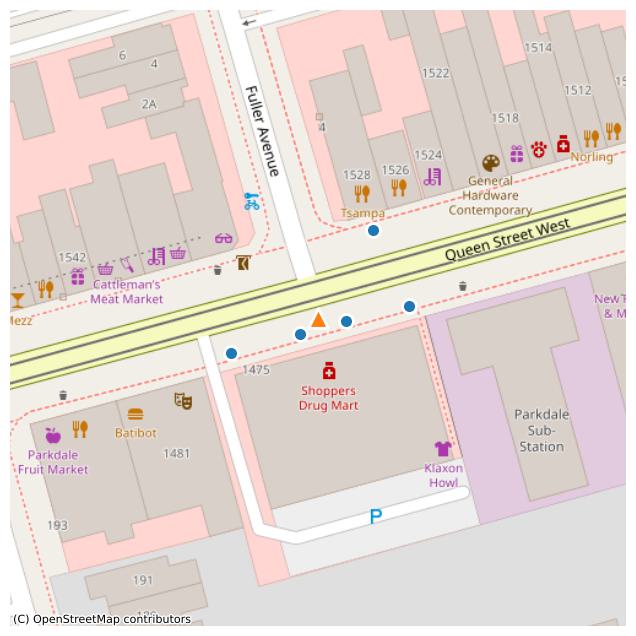 6
4
2A
Fuller Avenue
1514
1522
1512
15
1518
4
1528
1526
1524
Norling
General
Hardware
Contemporary
Tsampa
Queen Street West
1542
Cattleman's
Meat Market
Mezz
New
& M
1475
Shoppers
Drug Mart
Batibot
Parkdale
Sub-
Station
Parkdale
Fruit Market
1481
Klaxon
Howl
P
193
191
189
(C) OpenStreetMap contributors